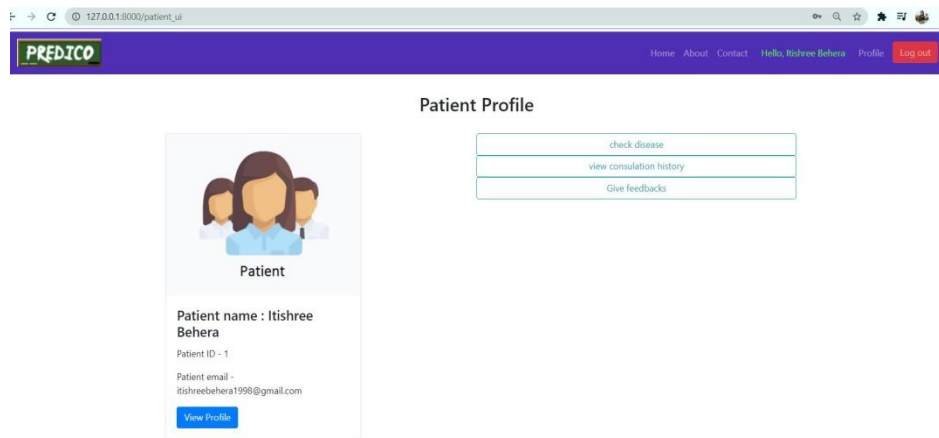 127.0.0.1:8000/patient_ui
PREDICO
Home About Contact Hello, Itishree Behera Profile Log out
Patient Profile
check disease
view consulation history
Give feedbacks
Patient
Patient name : Itishree
Behera
Patient ID - 1
Patient email -
itishreebehera1998@gmail.com
View Profile